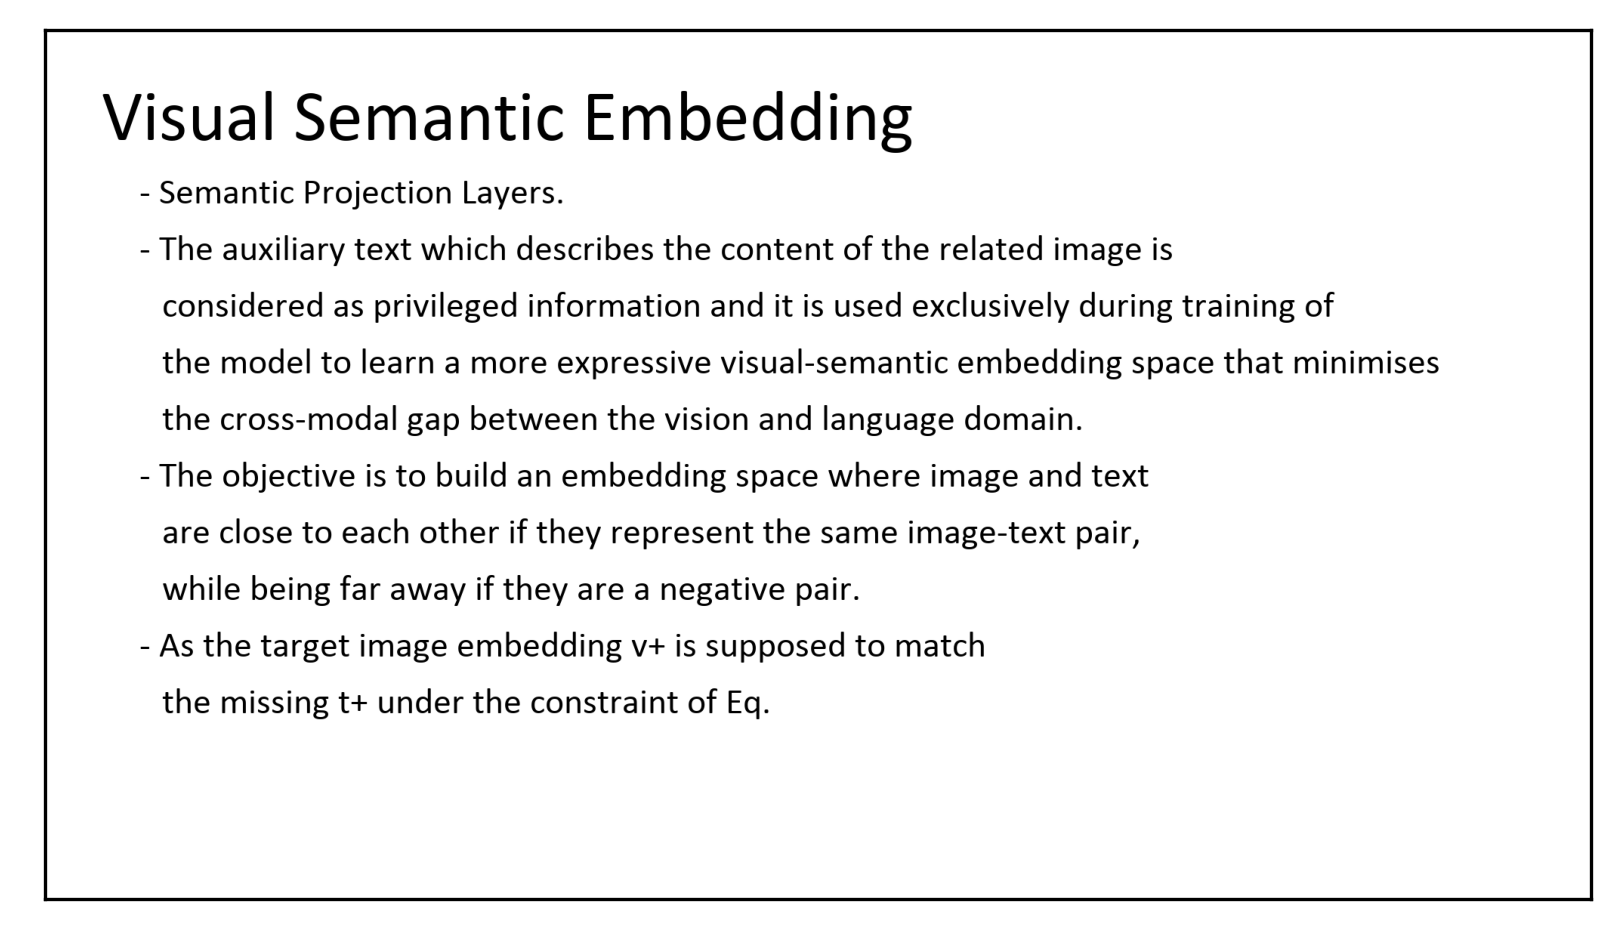 Visual Semantic Embedding
- Semantic Projection Layers.
- The auxiliary text which describes the content of the related image is
considered as privileged information and it is used exclusively during training of
the model to learn a more expressive visual-semantic embedding space that minimises
the cross-modal gap between the vision and language domain.
- The objective is to build an embedding space where image and text
are close to each other if they represent the same image-text pair,
while being far away if they are a negative pair.
- As the target image embedding v+ is supposed to match
the missing t+ under the constraint of Eq.